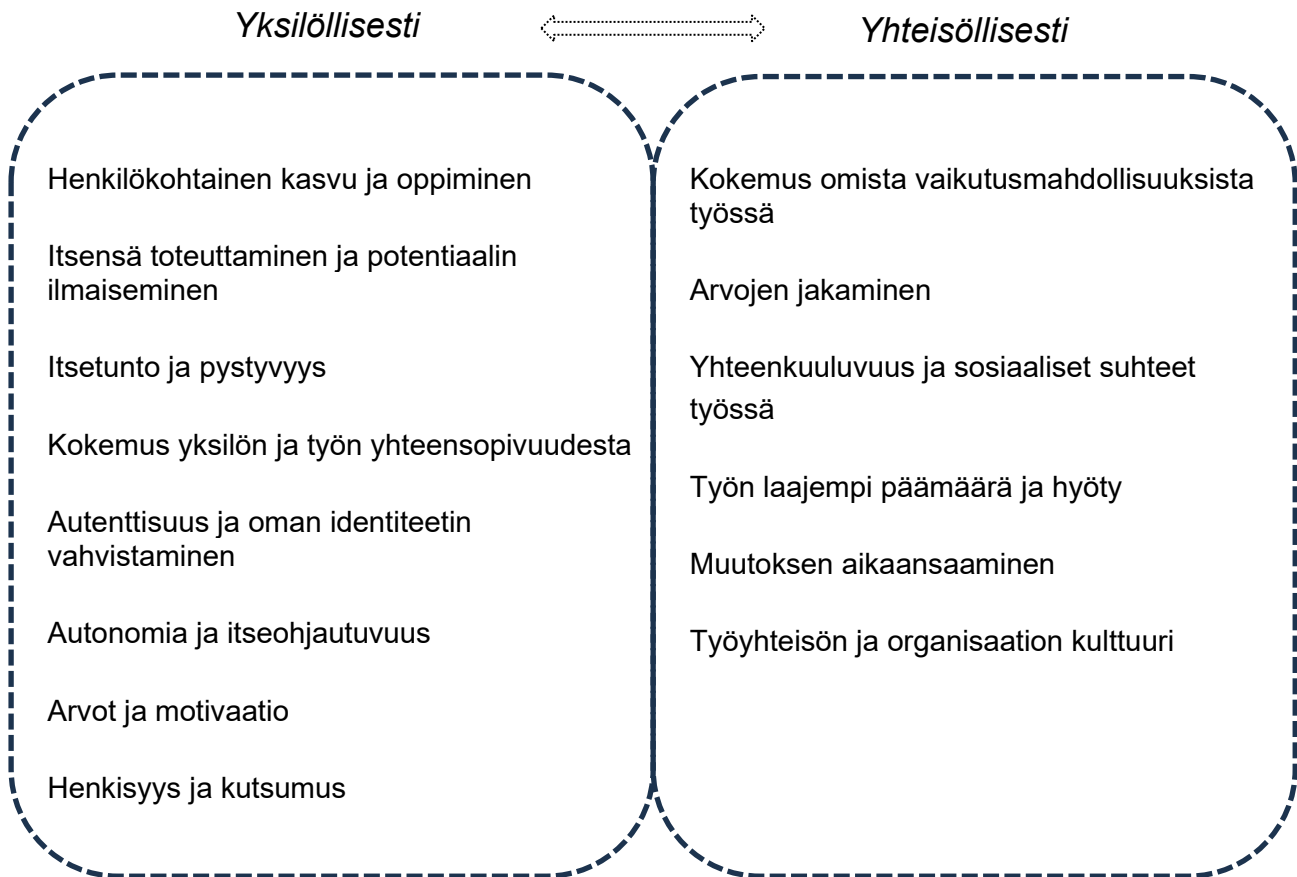 Yksilöllisesti
Yhteisöllisesti
Henkilökohtainen kasvu ja oppiminen
Itsensä toteuttaminen ja potentiaalin
ilmaiseminen
Itsetunto ja pystyvyys
Kokemus yksilön ja työn yhteensopivuudesta
Autenttisuus ja oman identiteetin
vahvistaminen
Autonomia ja itseohjautuvuus
Arvot ja motivaatio
Henkisyys ja kutsumus
Kokemus omista vaikutusmahdollisuuksista
työssä
Arvojen jakaminen
Yhteenkuuluvuus ja sosiaaliset suhteet
työssä
Työn laajempi päämäärä ja hyöty
Muutoksen aikaansaaminen
Työyhteisön ja organisaation kulttuuri